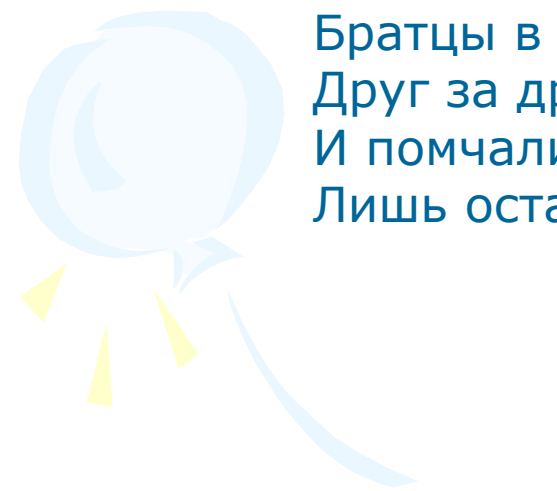 Братцы в
Друг за др
И помчали
Лишь оста